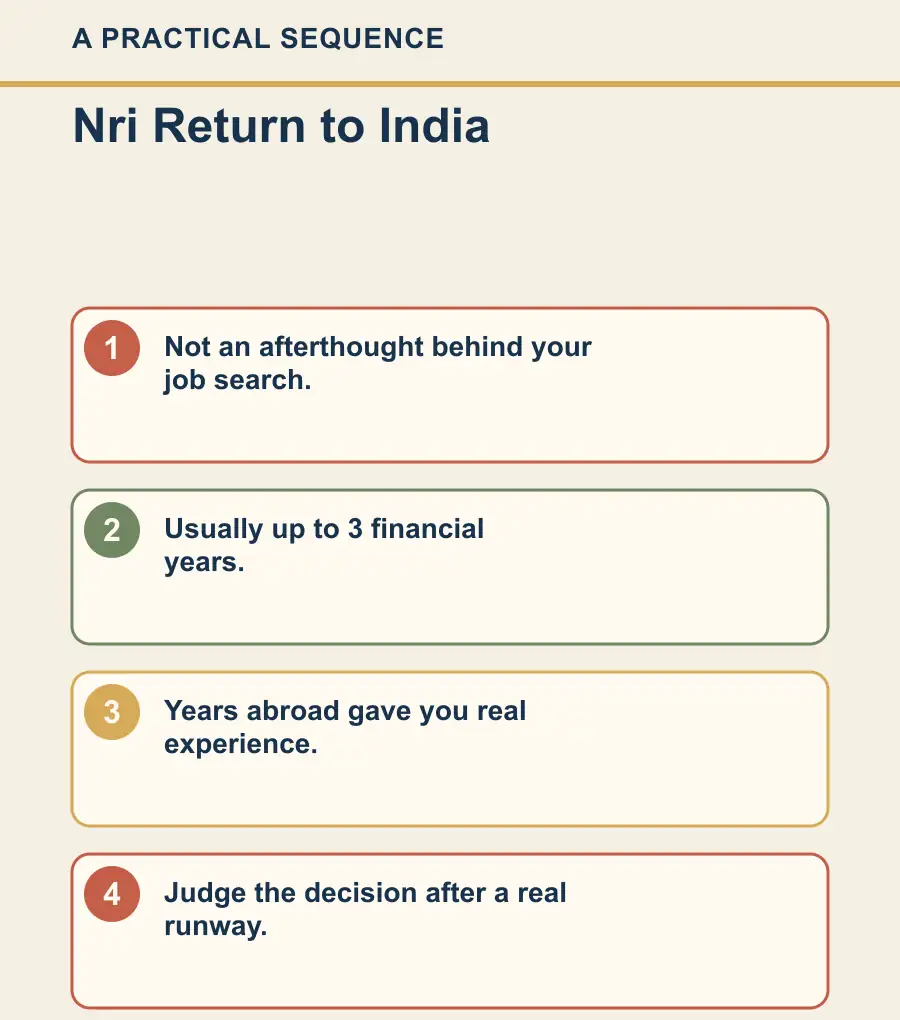 A PRACTICAL SEQUENCE
Nri Return to India
1
Not an afterthought behind your
job search.
2
Usually up to 3 financial
years.
3
Years abroad gave you real
experience.
4
Judge the decision after a real
runway.